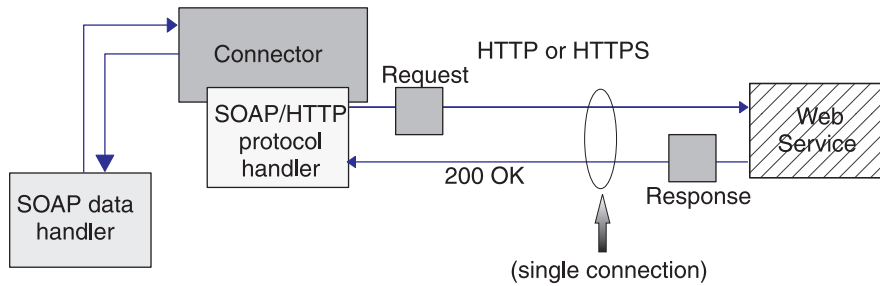 Connector
HTTP or HTTPS
Request
SOAP/HTTP
protocol
handler
Web
Service
200 OK
Response
SOAP data
handler
(single connection)